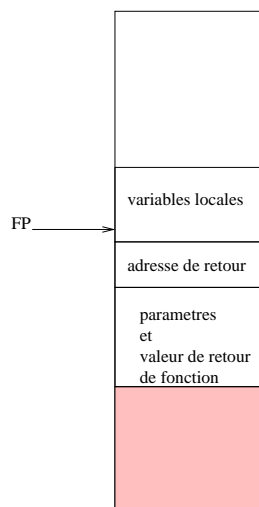 variables locales
FP
adresse de retour
parametres
et
valeur de retour
de fonction